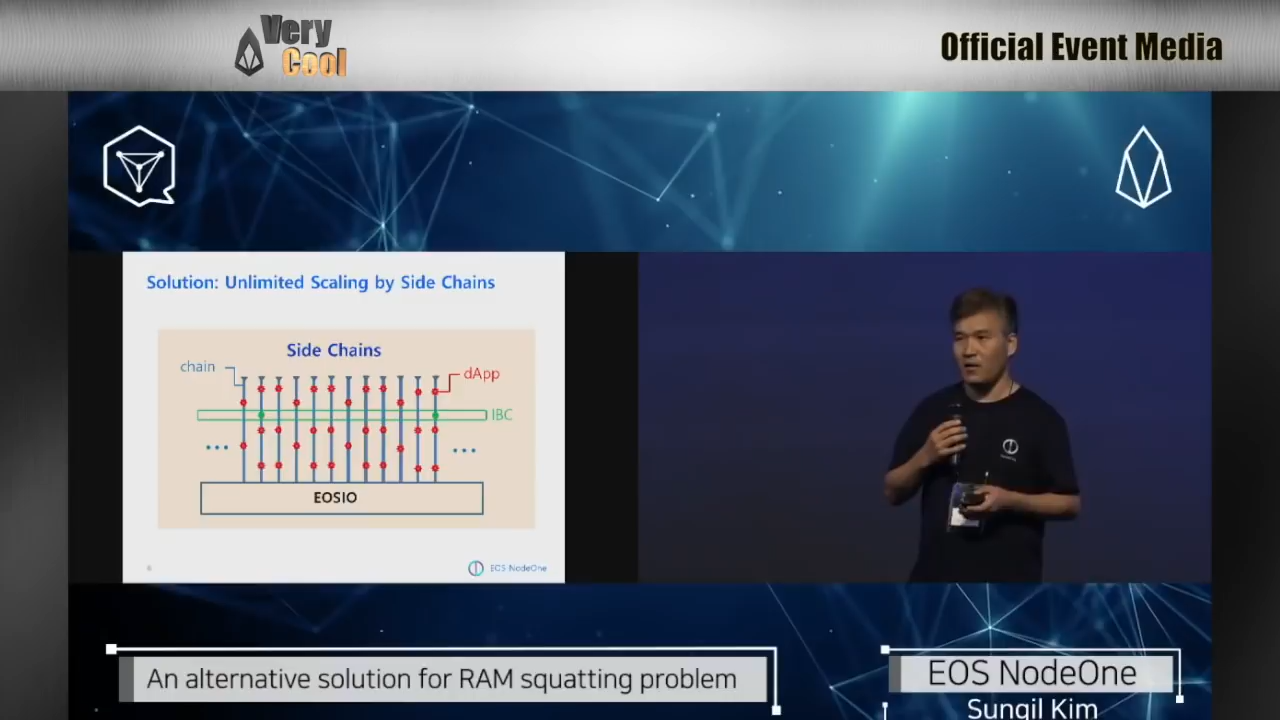 Very
Cool
Official Event Media
Solution: Unlimited Scaling by Side Chains
Side Chains
chain
dApp
IBC
EOSIO
EOS NodeOne
An alternative solution for RAM squatting problem
EOS NodeOne
Sungil Kim